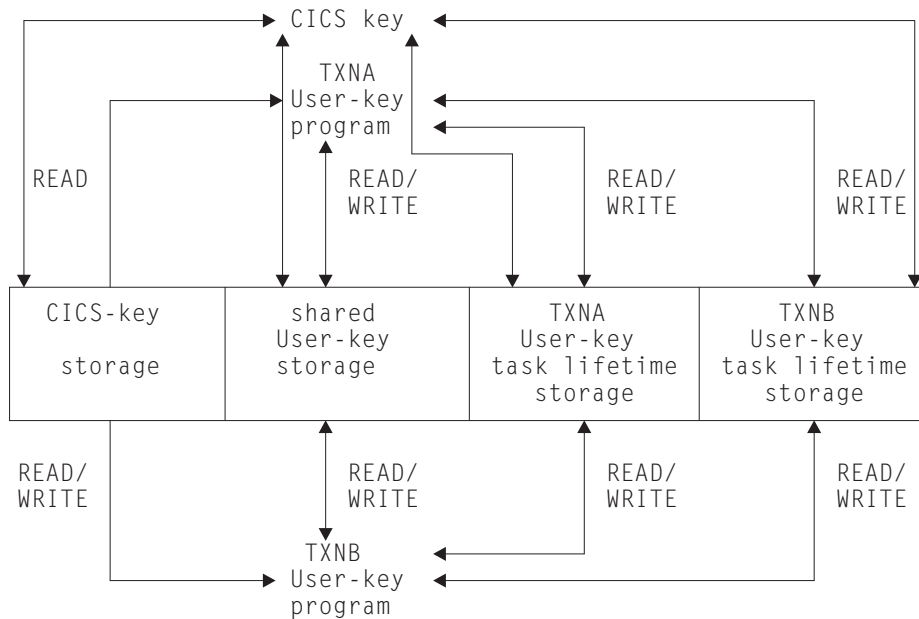 CICS key
TXNA
User-key
program
READ
READ/
WRITE
READ/
WRITE
READ/
WRITE
CICS-key
storage
shared
User-key
storage
TXNA
User-key
task lifetime
storage
TXNB
User-key
task lifetime
storage
READ/
WRITE
READ/
WRITE
READ/
WRITE
READ/
WRITE
TXNB
User-key
program